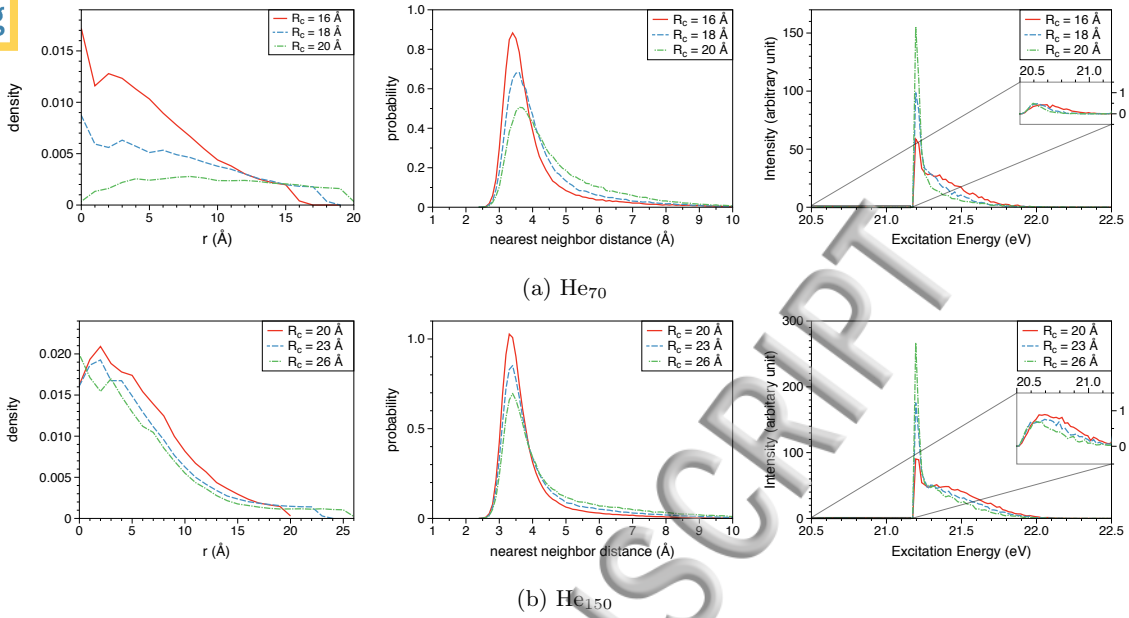 g
R_c = 16 Å
R_c = 18 Å
R_c = 20 Å
0.015
0.010
0.005
0
density
0 5 10 15 20
r (Å)
R_c = 16 Å
R_c = 18 Å
R_c = 20 Å
1.0
0.8
0.6
0.4
0.2
0.0
probability
1 2 3 4 5 6 7 8 9 10
nearest neighbor distance (Å)
R_c = 16 Å
R_c = 18 Å
R_c = 20 Å
20.5 21.0
1
0
150
100
50
0
Intensity (arbitrary unit)
20.5 21.0 21.5 22.0 22.5
Excitation Energy (eV)
(a) He₇₀
R_c = 20 Å
R_c = 23 Å
R_c = 26 Å
0.020
0.015
0.010
0.005
0
density
0 5 10 15 20 25
r (Å)
R_c = 20 Å
R_c = 23 Å
R_c = 26 Å
1.0
0.5
0.0
probability
1 2 3 4 5 6 7 8 9 10
nearest neighbor distance (Å)
R_c = 20 Å
R_c = 23 Å
R_c = 26 Å
20.5 21.0
1
0
300
250
200
150
100
50
0
Intensity (arbitary unit)
20.5 21.0 21.5 22.0 22.5
Excitation Energy (eV)
(b) He₁₅₀
USCRIPT